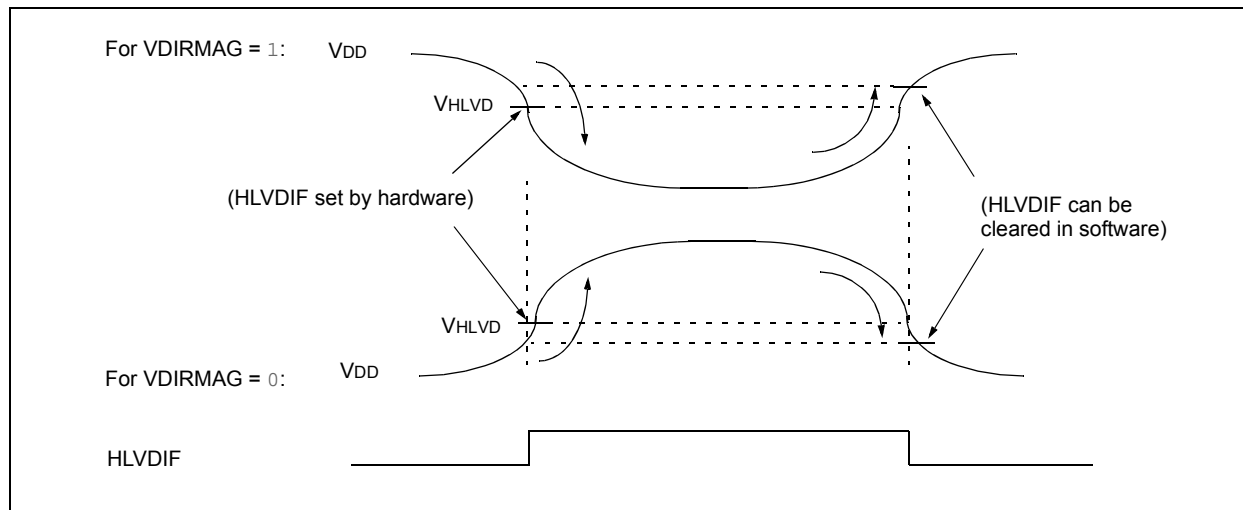 For VDIRMAG = 1: VDD
VHLVD
(HLVDIF set by hardware)
(HLVDIF can be
cleared in software)
VHLVD
For VDIRMAG = 0: VDD
HLVDIF